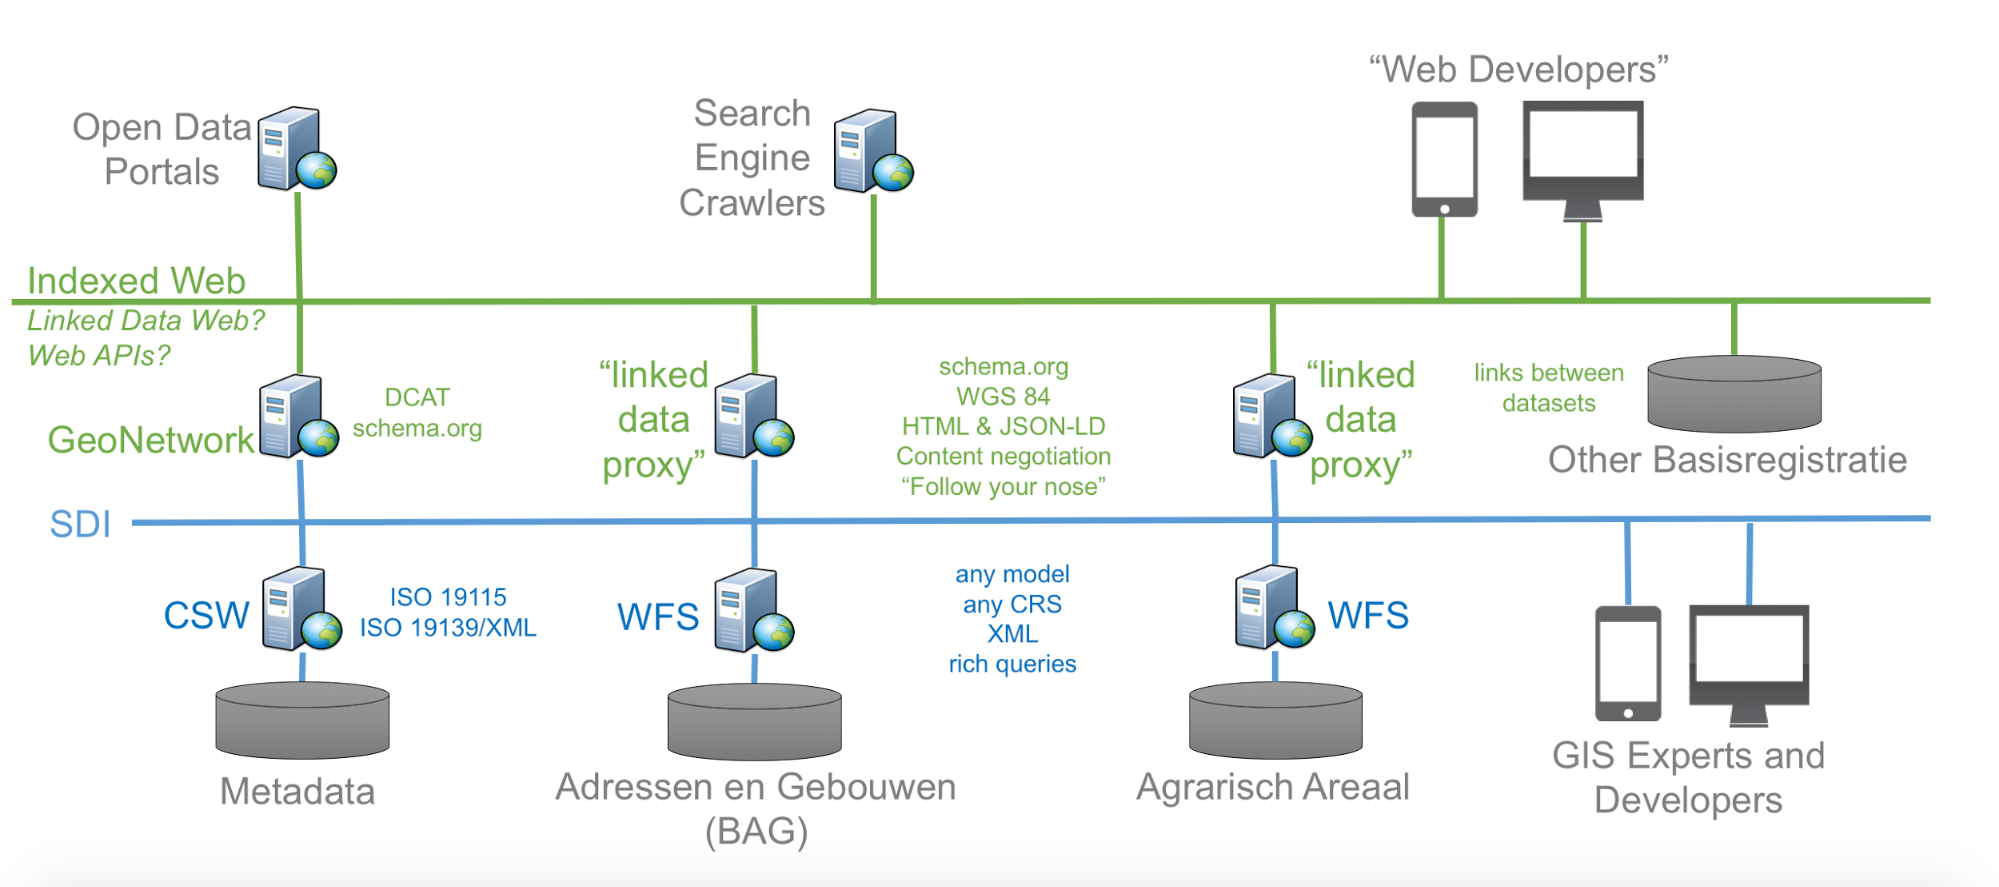 “Web Developers”
Open Data
Portals
Search
Engine
Crawlers
Indexed Web
Linked Data Web?
Web APIs?
GeoNetwork
DCAT
schema.org
“linked
data
proxy”
schema.org
WGS 84
HTML & JSON-LD
Content negotiation
“Follow your nose”
“linked
data
proxy”
links between
datasets
Other Basisregistratie
SDI
CSW
ISO 19115
ISO 19139/XML
WFS
any model
any CRS
XML
rich queries
WFS
Metadata
Adressen en Gebouwen
(BAG)
Agrarisch Areaal
GIS Experts and
Developers